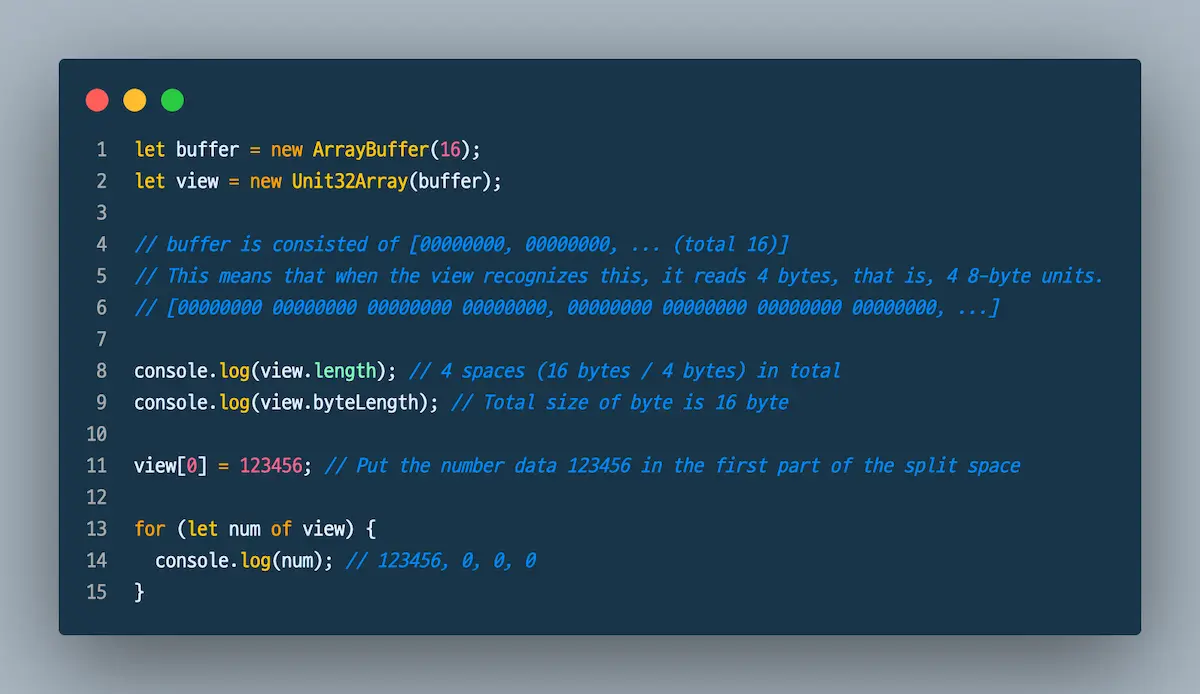 1 let buffer = new ArrayBuffer(16);
2 let view = new Unit32Array(buffer);
3
4 // buffer is consisted of [00000000, 00000000, ... (total 16)]
5 // This means that when the view recognizes this, it reads 4 bytes, that is, 4 8-byte units.
6 // [00000000 00000000 00000000 00000000, 00000000 00000000 00000000 00000000, ...]
7
8 console.log(view.length); // 4 spaces (16 bytes / 4 bytes) in total
9 console.log(view.byteLength); // Total size of byte is 16 byte
10
11 view[0] = 123456; // Put the number data 123456 in the first part of the split space
12
13 for (let num of view) {
14   console.log(num); // 123456, 0, 0, 0
15 }